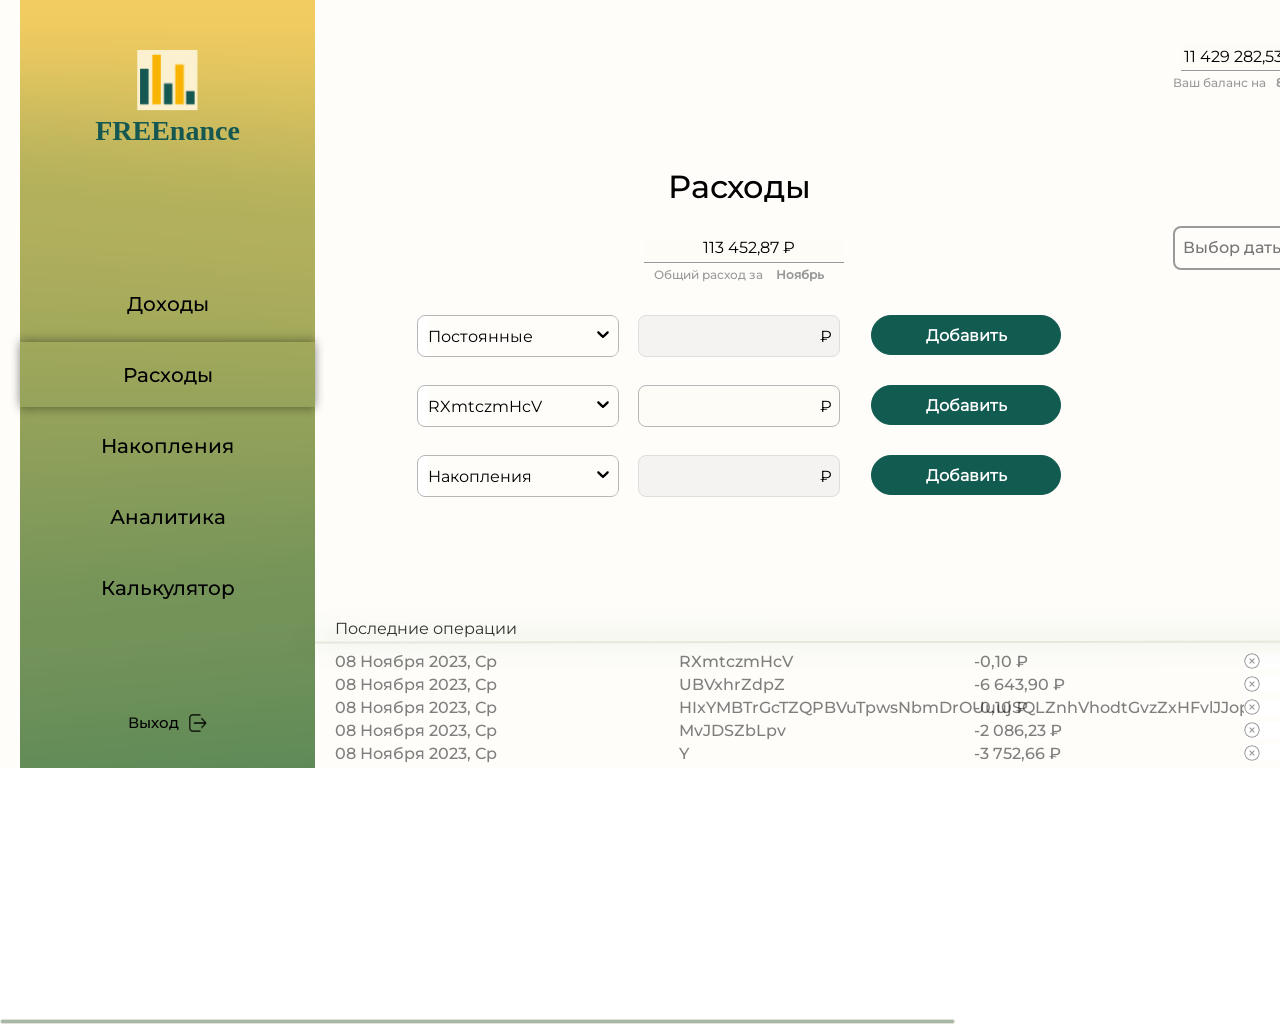 FREEnance
Доходы
Расходы
Накопления
Аналитика
Калькулятор
Выход
11 429 282,53
Ваш баланс на
Расходы
113 452,87 ₽
Общий расход за Ноябрь
Выбор даты
Постоянные ₽ Добавить
RXmtczmHcV ₽ Добавить
Накопления ₽ Добавить
Последние операции
08 Ноября 2023, Ср RXmtczmHcV -0,10 ₽
08 Ноября 2023, Ср UBVxhrZdpZ -6 643,90 ₽
08 Ноября 2023, Ср -0,10 ₽
08 Ноября 2023, Ср MvJDSZbLpv -2 086,23 ₽
08 Ноября 2023, Ср Y -3 752,66 ₽